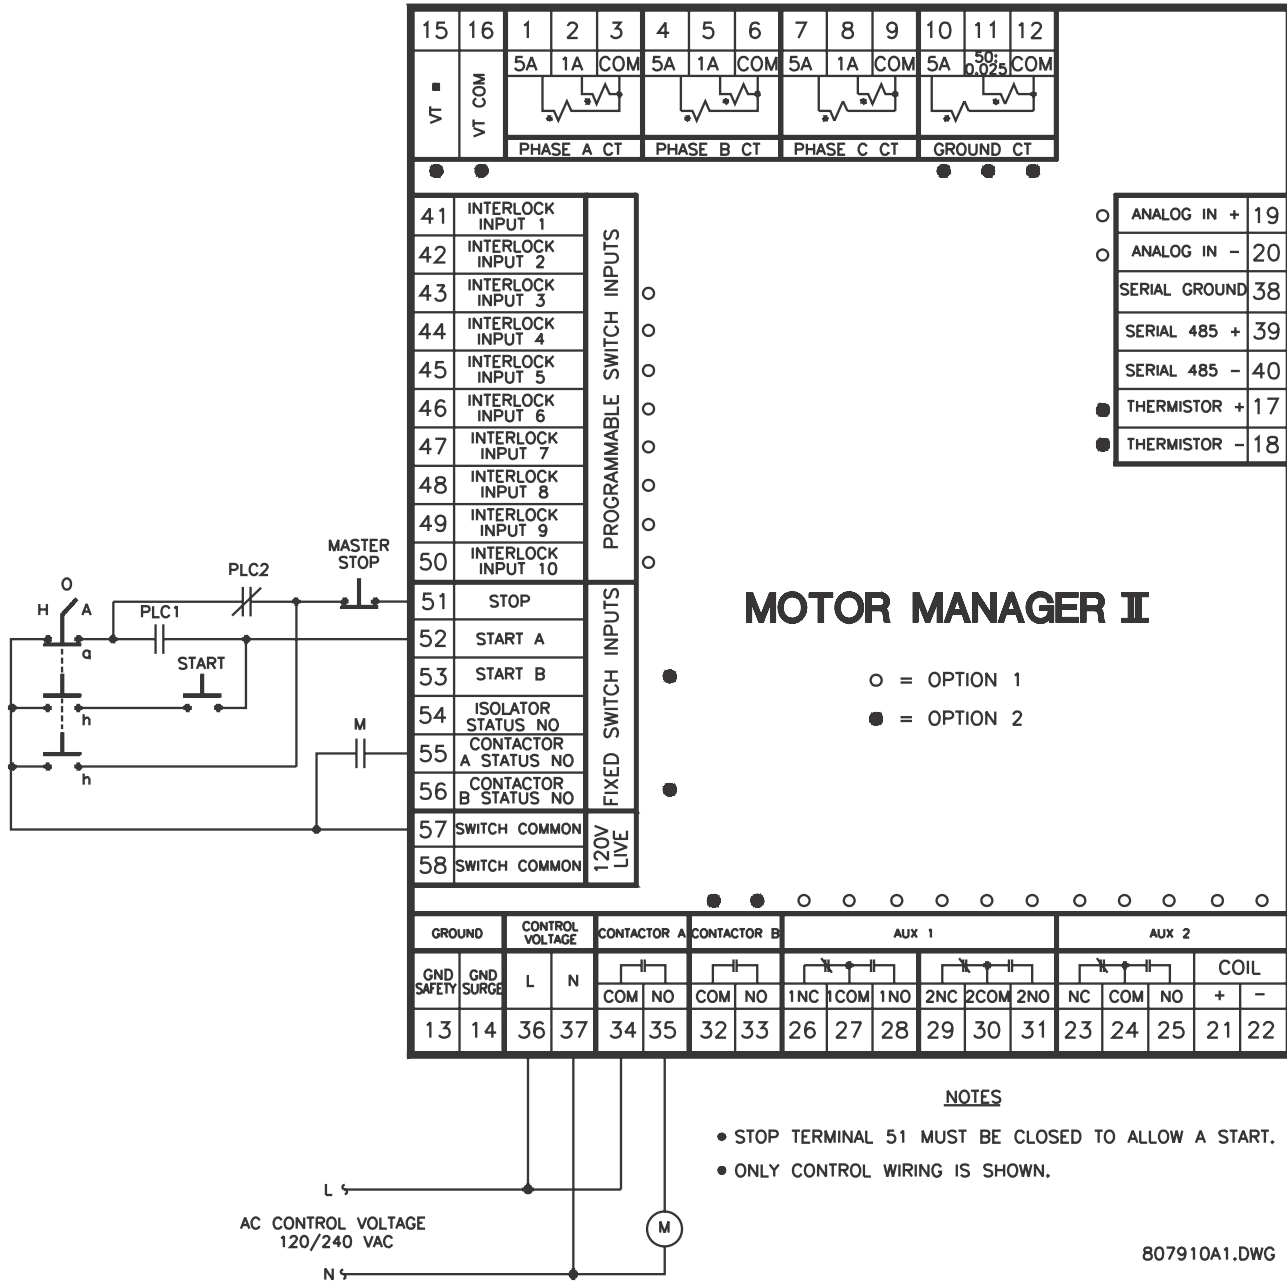 15 16 1 2 3 4 5 6 7 8 9 10 11 12
VT ■
VT COM
5A 1A COM 5A 1A COM 5A 1A COM 5A 50:0.025 COM
PHASE A CT PHASE B CT PHASE C CT GROUND CT
41 INTERLOCK INPUT 1
42 INTERLOCK INPUT 2
43 INTERLOCK INPUT 3
44 INTERLOCK INPUT 4
45 INTERLOCK INPUT 5
46 INTERLOCK INPUT 6
47 INTERLOCK INPUT 7
48 INTERLOCK INPUT 8
49 INTERLOCK INPUT 9
50 INTERLOCK INPUT 10
PROGRAMMABLE SWITCH INPUTS
ANALOG IN + 19
ANALOG IN - 20
SERIAL GROUND 38
SERIAL 485 + 39
SERIAL 485 - 40
THERMISTOR + 17
THERMISTOR - 18
MASTER
STOP
PLC2
O
H A
PLC1
a
START
h
M
h
51 STOP
52 START A
53 START B
54 ISOLATOR STATUS NO
55 CONTACTOR A STATUS NO
56 CONTACTOR B STATUS NO
FIXED SWITCH INPUTS
57 SWITCH COMMON
58 SWITCH COMMON
120V
LIVE
MOTOR MANAGER II
○ = OPTION 1
● = OPTION 2
GROUND CONTROL VOLTAGE CONTACTOR A CONTACTOR B AUX 1 AUX 2
GND SAFETY GND SURGE L N COIL
COM NO COM NO 1NC 1COM 1NO 2NC 2COM 2NO NC COM NO + -
13 14 36 37 34 35 32 33 26 27 28 29 30 31 23 24 25 21 22
NOTES
● STOP TERMINAL 51 MUST BE CLOSED TO ALLOW A START.
● ONLY CONTROL WIRING IS SHOWN.
L
AC CONTROL VOLTAGE
120/240 VAC
M
N
807910A1.DWG